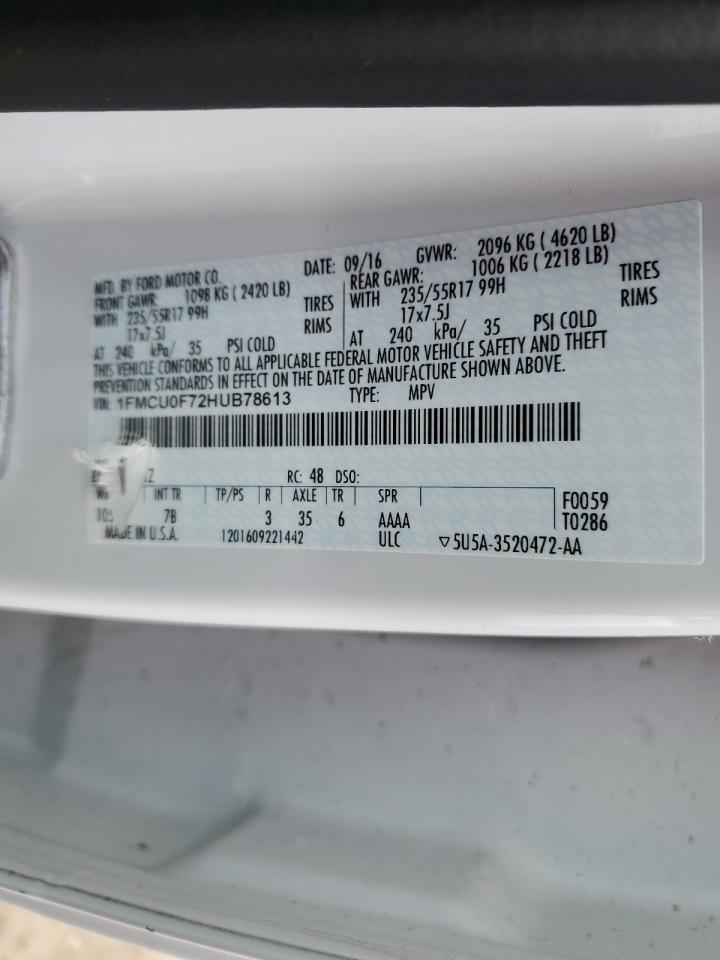 MFD. BY FORD MOTOR CO. DATE: 09/16 GVWR: 2096 KG ( 4620 LB)
FRONT GAWR: 1098 KG ( 2420 LB) REAR GAWR: 1006 KG ( 2218 LB)
WITH 235/55R17 99H TIRES WITH 235/55R17 99H TIRES
17x7.5J RIMS 17x7.5J RIMS
AT 240 kPa/ 35 PSI COLD AT 240 kPa/ 35 PSI COLD
THIS VEHICLE CONFORMS TO ALL APPLICABLE FEDERAL MOTOR VEHICLE SAFETY AND THEFT
PREVENTION STANDARDS IN EFFECT ON THE DATE OF MANUFACTURE SHOWN ABOVE.
VIN: 1FMCU0F72HUB78613 TYPE: MPV
RC: 48 DSO:
INT TR TP/PS R AXLE TR SPR F0059
7B 3 35 6 AAAA T0286
MADE IN U.S.A. 1201609221442 ULC ▽5U5A-3520472-AA